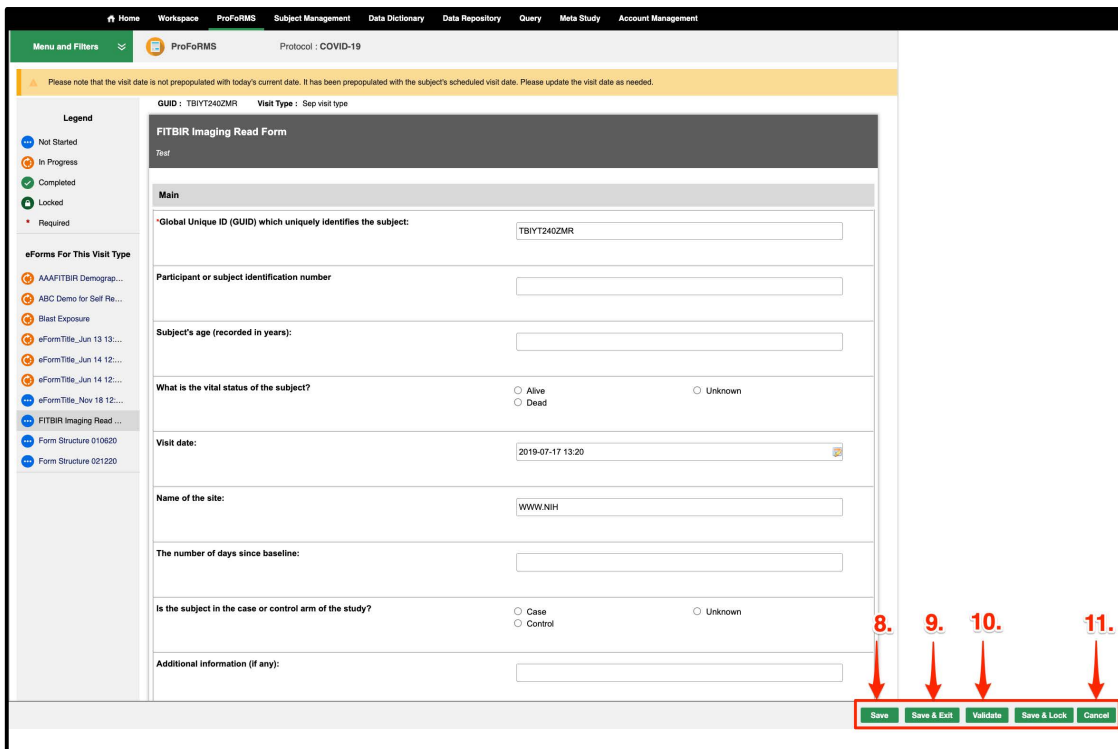 Home Workspace ProFoRMS Subject Management Data Dictionary Data Repository Query Meta Study Account Management
Menu and Filters ProFoRMS Protocol : COVID-19
Please note that the visit date is not prepopulated with today's current date. It has been prepopulated with the subject's scheduled visit date. Please update the visit date as needed.
GUID : TBIYT240ZMR Visit Type : Sep visit type
Legend
Not Started
In Progress
Completed
Locked
* Required
eForms For This Visit Type
AAAFITBIR Demograp...
ABC Demo for Self Re...
Blast Exposure
eFormTitle_Jun 13 13:...
eFormTitle_Jun 14 12:...
eFormTitle_Jun 14 12:...
eFormTitle_Nov 18 12:...
FITBIR Imaging Read ...
Form Structure 010620
Form Structure 021220
FITBIR Imaging Read Form
Test
Main
*Global Unique ID (GUID) which uniquely identifies the subject:
TBIYT240ZMR
Participant or subject identification number
Subject's age (recorded in years):
What is the vital status of the subject?
Alive Unknown
Dead
Visit date:
2019-07-17 13:20
Name of the site:
WWW.NIH
The number of days since baseline:
Is the subject in the case or control arm of the study?
Case Unknown
Control
Additional information (if any):
8. 9. 10. 11.
Save Save & Exit Validate Save & Lock Cancel